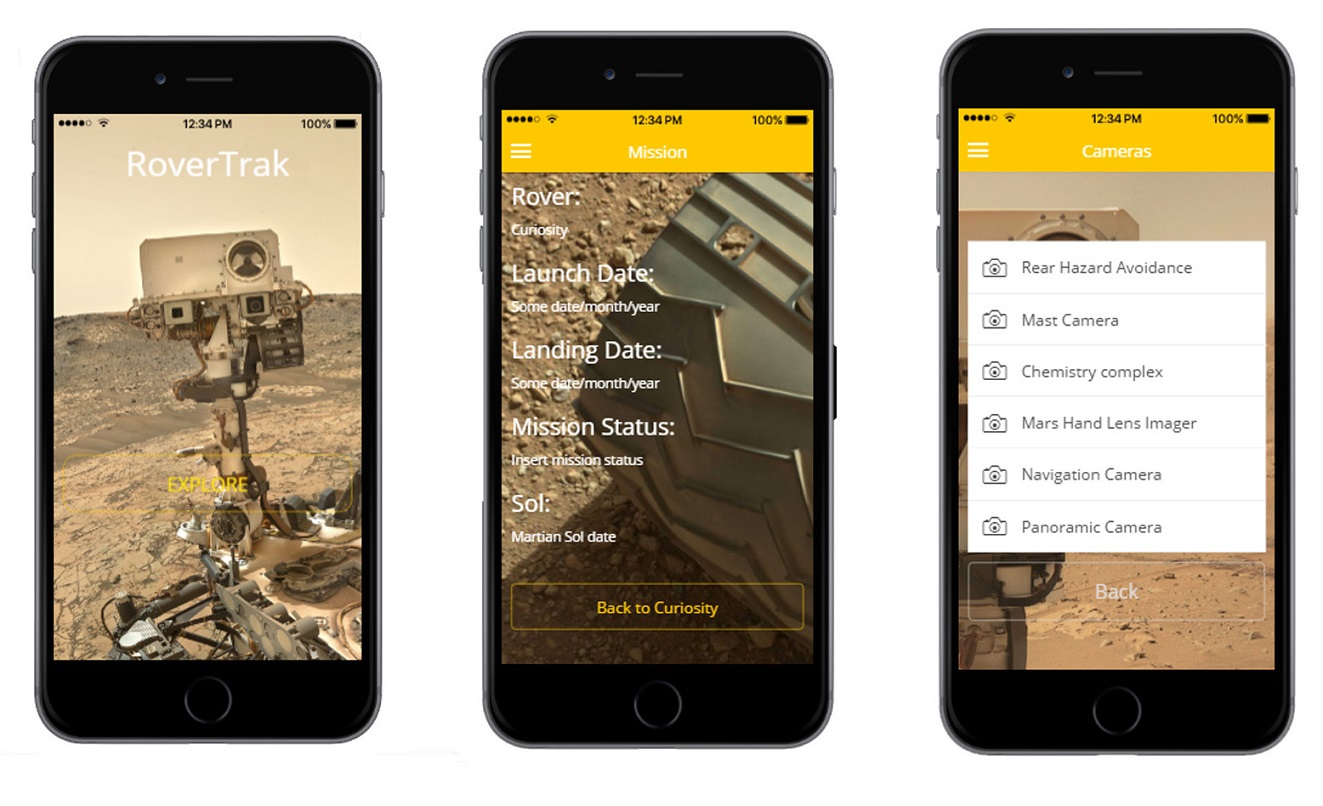 12:34 PM 100%
RoverTrak
EXPLORE
12:34 PM 100%
Mission
Rover:
Curiosity
Launch Date:
Some date/month/year
Landing Date:
Some date/month/year
Mission Status:
Insert mission status
Sol:
Martian Sol date
Back to Curiosity
12:34 PM 100%
Cameras
Rear Hazard Avoidance
Mast Camera
Chemistry complex
Mars Hand Lens Imager
Navigation Camera
Panoramic Camera
Back